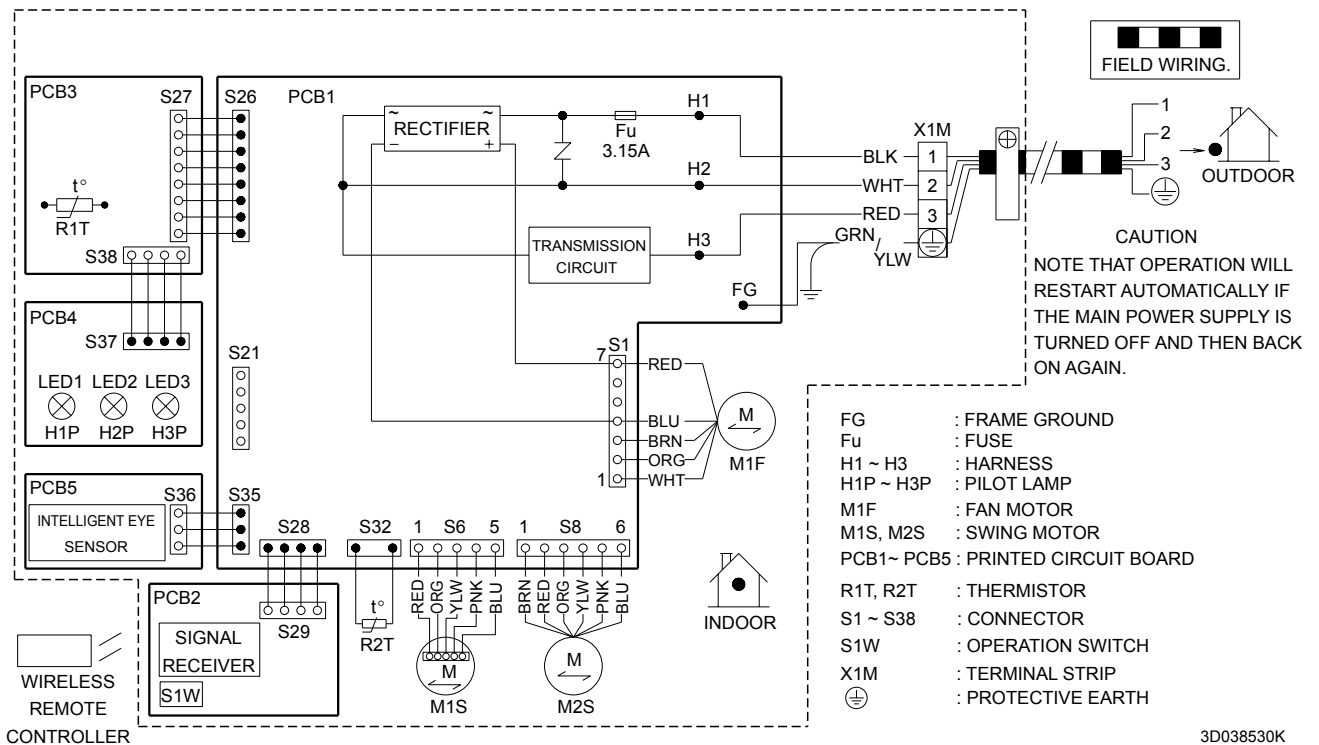 FIELD WIRING.
PCB3
S27
S26
PCB1
RECTIFIER
~
~
−
+
Fu
3.15A
H1
H2
H3
TRANSMISSION
CIRCUIT
t°
R1T
S38
X1M
BLK
1
WHT
2
RED
3
GRN/
YLW
FG
1
2
3
OUTDOOR
CAUTION
NOTE THAT OPERATION WILL
RESTART AUTOMATICALLY IF
THE MAIN POWER SUPPLY IS
TURNED OFF AND THEN BACK
ON AGAIN.
PCB4
S37
LED1 LED2 LED3
H1P H2P H3P
S21
7
S1
RED
BLU
BRN
ORG
1
WHT
M
M1F
PCB5
S36
S35
INTELLIGENT EYE
SENSOR
S28
S32
1 S6 5
1 S8 6
RED
ORG
YLW
PNK
BLU
BRN
RED
ORG
YLW
PNK
BLU
PCB2
S29
SIGNAL
RECEIVER
S1W
t°
R2T
M
M1S
M
M2S
INDOOR
WIRELESS
REMOTE
CONTROLLER
FG : FRAME GROUND
Fu : FUSE
H1 ~ H3 : HARNESS
H1P ~ H3P : PILOT LAMP
M1F : FAN MOTOR
M1S, M2S : SWING MOTOR
PCB1~ PCB5 : PRINTED CIRCUIT BOARD
R1T, R2T : THERMISTOR
S1 ~ S38 : CONNECTOR
S1W : OPERATION SWITCH
X1M : TERMINAL STRIP
: PROTECTIVE EARTH
3D038530K